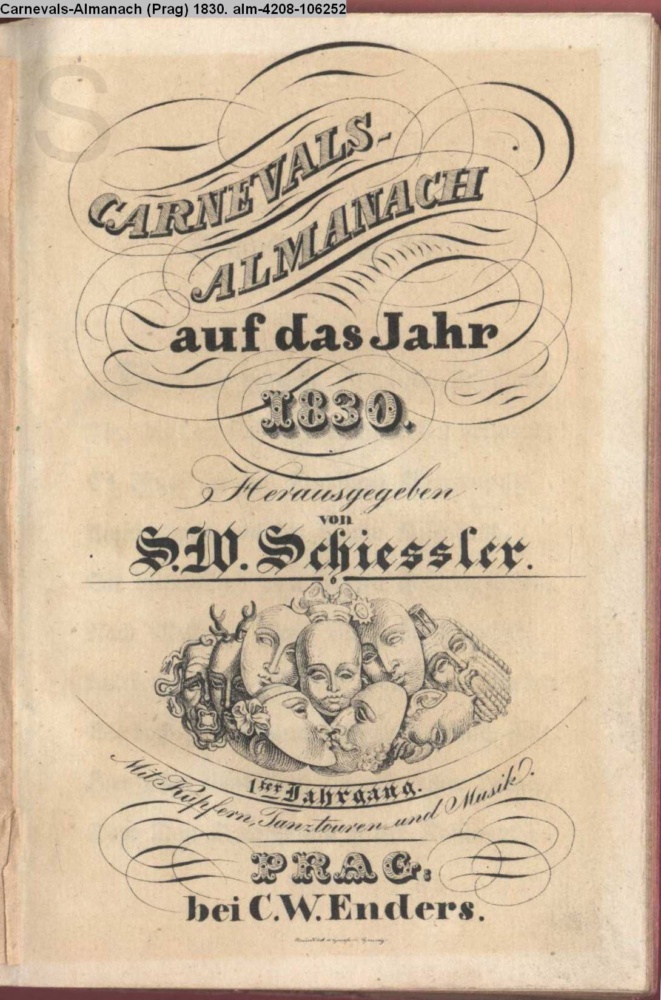 Carnevals-Almanach (Prag) 1830. alm-4208-106252
S
CARNEVALS-
ALMANACH
auf das Jahr
1830.
Herausgegeben
von
S.W. Schiessler.
1ster Jahrgang.
Mit Kupfern, Tanztouren und Musik.
PRAG:
bei C.W. Enders.